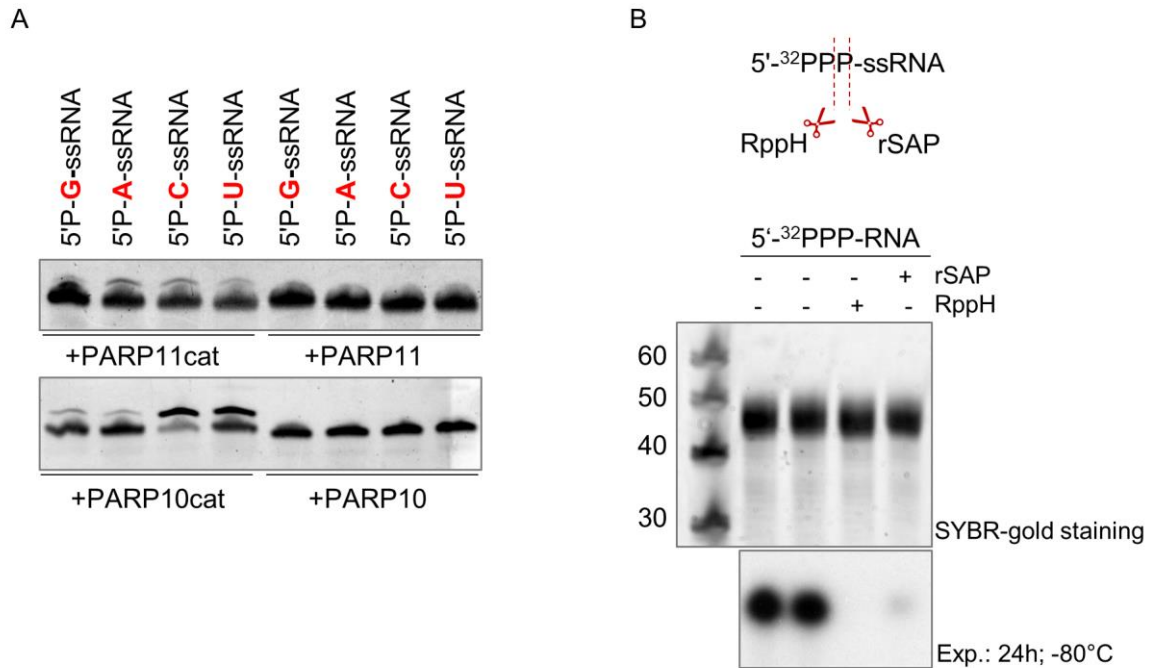 A
5'P-G-ssRNA
5'P-A-ssRNA
5'P-C-ssRNA
5'P-U-ssRNA
5'P-G-ssRNA
5'P-A-ssRNA
5'P-C-ssRNA
5'P-U-ssRNA
+PARP11cat
+PARP11
+PARP10cat
+PARP10
B
5'-³²PPP-ssRNA
RppH
rSAP
5‘-³²PPP-RNA
- - - + rSAP
- - + - RppH
60
50
40
30
SYBR-gold staining
Exp.: 24h; -80°C